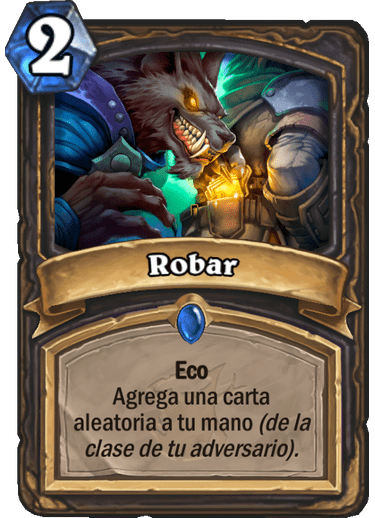 2
Robar
Eco
Agrega una carta
aleatoria a tu mano (de la
clase de tu adversario).